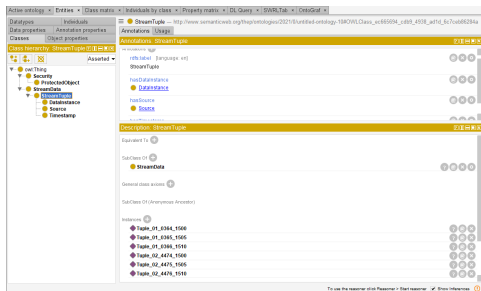 Active ontology × Entities × Class matrix × Individuals by class × Property matrix × DL Query × SWRLTab × OntoGraf ×
Datatypes Individuals
Data properties Annotation properties
Classes Object properties
Class hierarchy: StreamTuple
Asserted
owl:Thing
Security
ProtectedObject
StreamData
StreamTuple
DataInstance
Source
Timestamp
StreamTuple
Annotations Usage
Annotations: StreamTuple
rdfs:label [language: en]
StreamTuple
hasDataInstance
DataInstance
hasSource
Source
Description: StreamTuple
Equivalent To
SubClass Of
StreamData
General class axioms
SubClass Of (Anonymous Ancestor)
Instances
Tuple_01_0364_1500
Tuple_01_0365_1505
Tuple_01_0366_1510
Tuple_02_4474_1500
Tuple_02_4475_1505
Tuple_02_4476_1510
To use the reasoner click Reasoner > Start reasoner Show Inferences